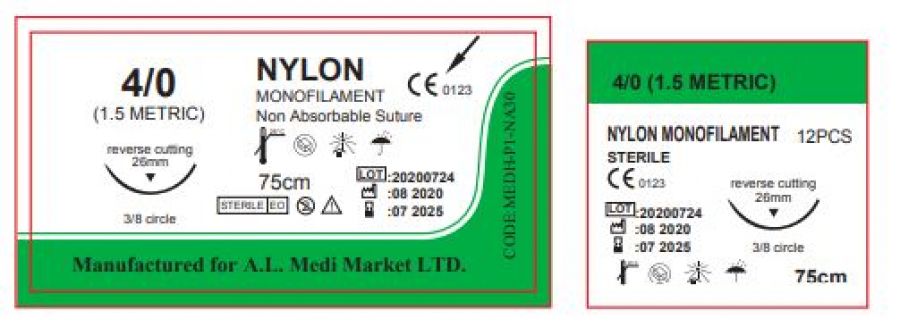 4/0
(1.5 METRIC)
reverse cutting
26mm
3/8 circle
NYLON
MONOFILAMENT
Non Absorbable Suture
CE 0123
75cm
STERILE EO
LOT :20200724
:08 2020
:07 2025
CODE:MEDH-P1-NA30
Manufactured for A.L. Medi Market LTD.
4/0 (1.5 METRIC)
NYLON MONOFILAMENT 12PCS
STERILE
CE 0123
LOT :20200724
:08 2020
:07 2025
reverse cutting
26mm
3/8 circle
75cm